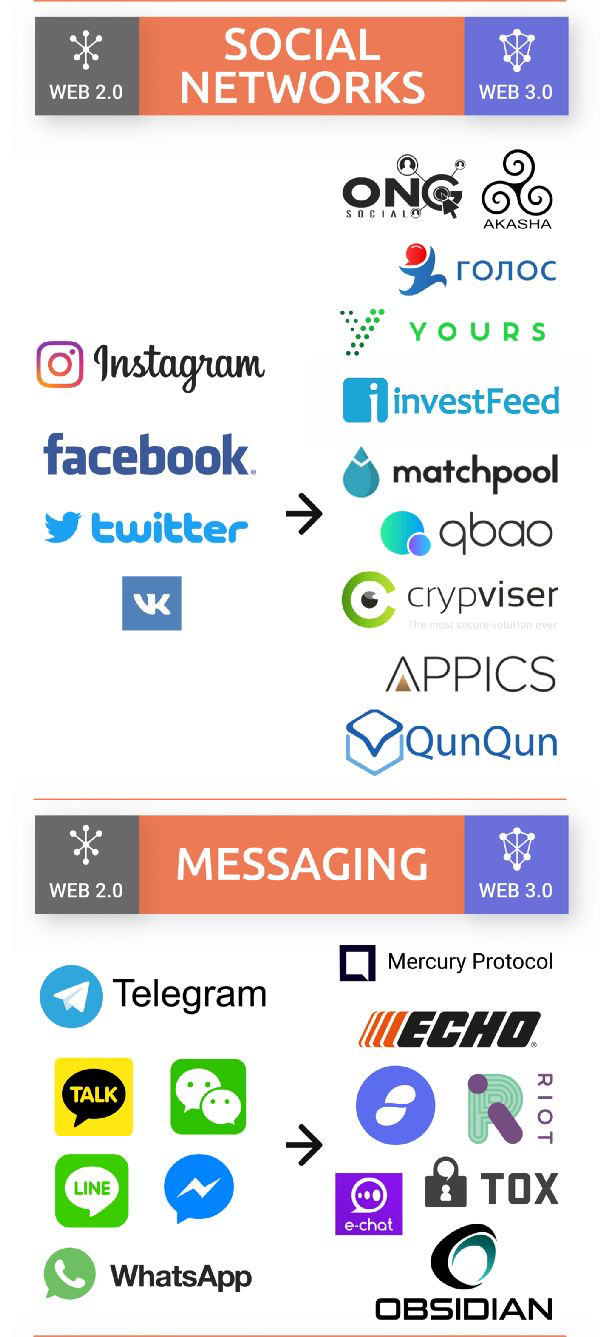 SOCIAL
NETWORKS
WEB 2.0
WEB 3.0
ONG
SOCIAL
AKASHA
ГОЛОС
YOURS
Instagram
investFeed
facebook
matchpool
twitter
qbao
VK
crypviser
The most secure solution ever
APPICS
QunQun
MESSAGING
WEB 2.0
WEB 3.0
Mercury Protocol
Telegram
ECHO
TALK
RIOT
LINE
TOX
e-chat
WhatsApp
OBSIDIAN